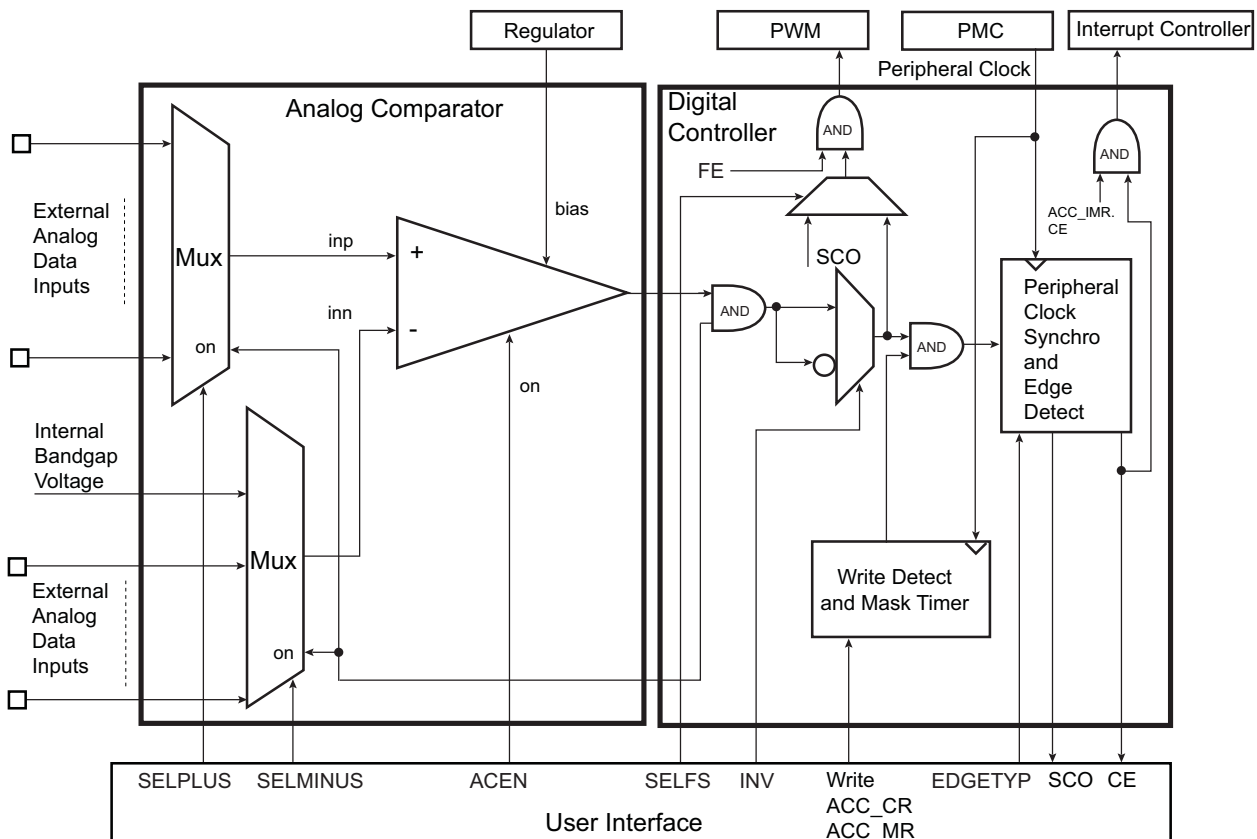 Regulator
PWM
PMC
Interrupt Controller
Peripheral Clock
Analog Comparator
Digital
Controller
AND
AND
FE
External
Analog
Data
Inputs
Mux
on
inp
inn
+
-
bias
on
ACC_IMR.
CE
SCO
AND
AND
Peripheral
Clock
Synchro
and
Edge
Detect
Internal
Bandgap
Voltage
Mux
on
External
Analog
Data
Inputs
Write Detect
and Mask Timer
SELPLUS
SELMINUS
ACEN
SELFS
INV
Write
ACC_CR
ACC_MR
EDGETYP
SCO
CE
User Interface